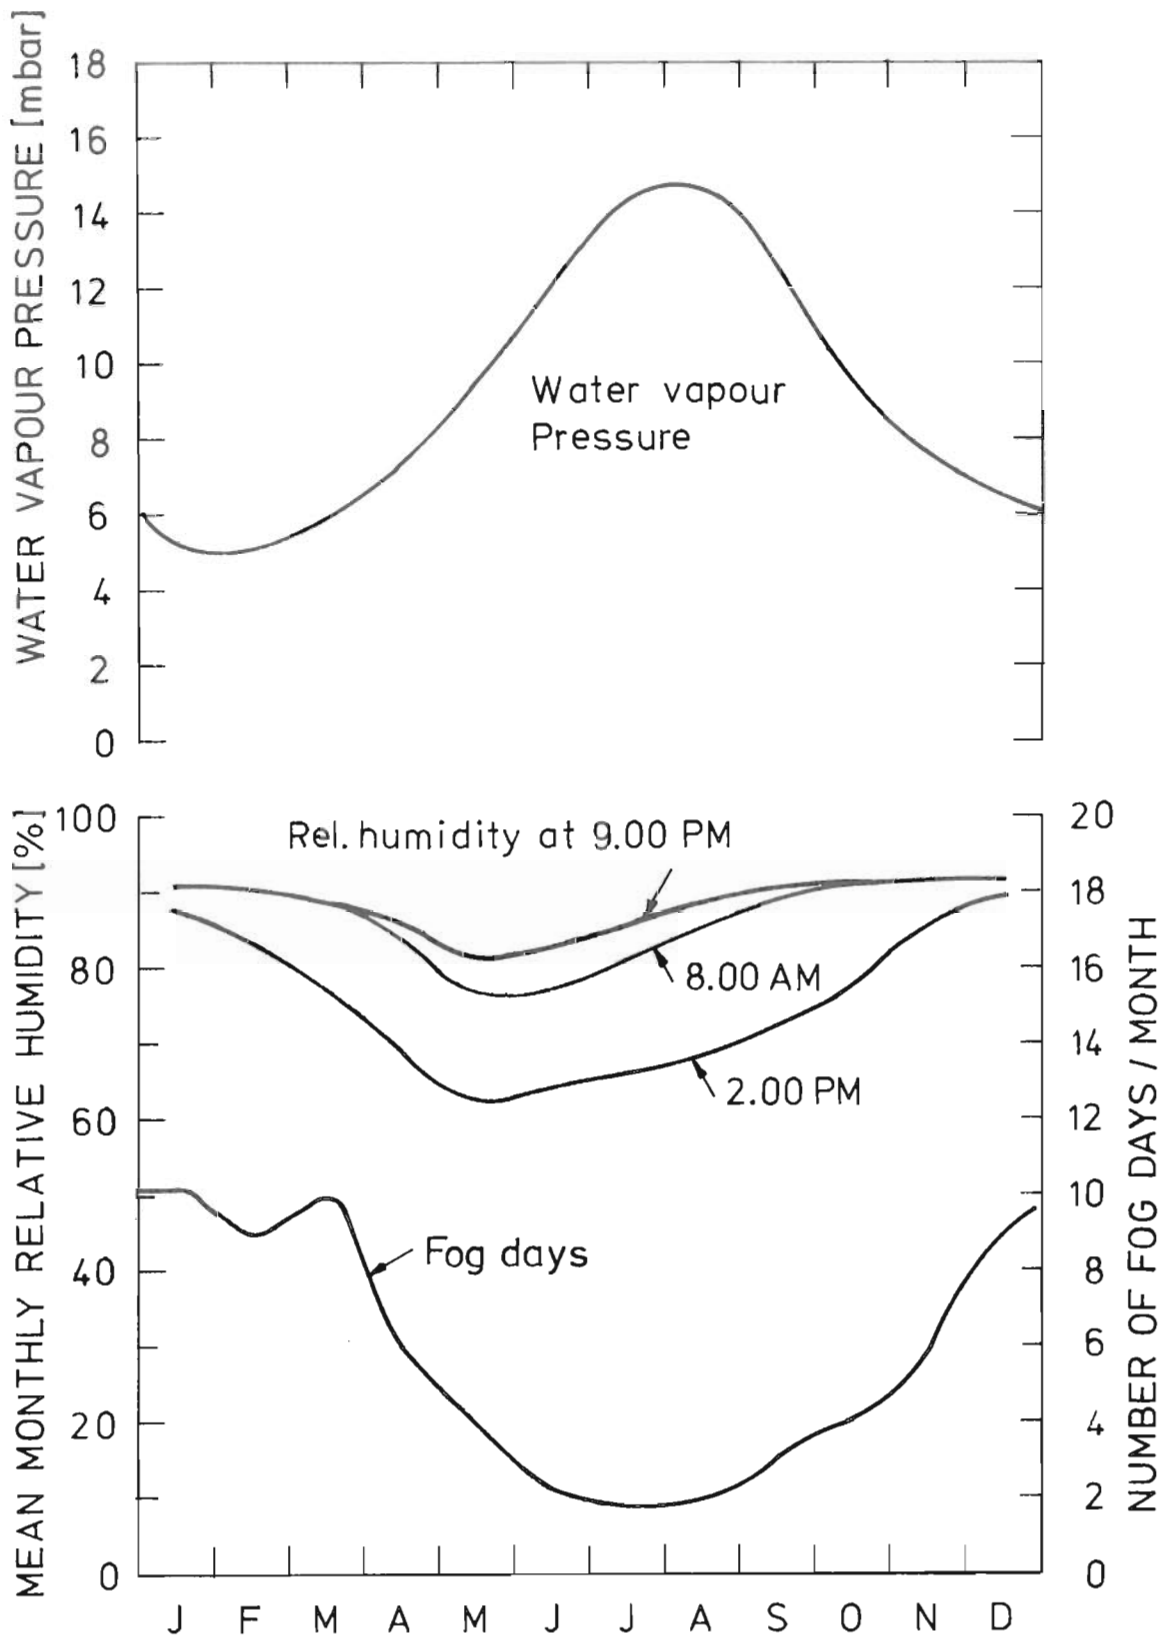 WATER VAPOUR PRESSURE [mbar]
18
16
14
12
10
8
6
4
2
0
Water vapour
Pressure
MEAN MONTHLY RELATIVE HUMIDITY [%]
100
80
60
40
20
0
Rel. humidity at 9.00 PM
8.00 AM
2.00 PM
Fog days
20
18
16
14
12
10
8
6
4
2
0
NUMBER OF FOG DAYS / MONTH
J F M A M J J A S O N D